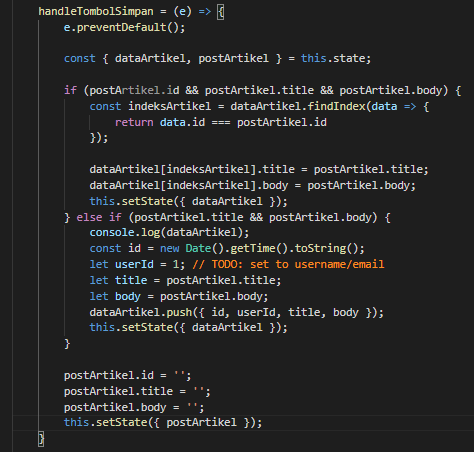 handleTombolSimpan = (e) => {
    e.preventDefault();

    const { dataArtikel, postArtikel } = this.state;

    if (postArtikel.id && postArtikel.title && postArtikel.body) {
        const indeksArtikel = dataArtikel.findIndex(data => {
            return data.id === postArtikel.id
        });

        dataArtikel[indeksArtikel].title = postArtikel.title;
        dataArtikel[indeksArtikel].body = postArtikel.body;
        this.setState({ dataArtikel });
    } else if (postArtikel.title && postArtikel.body) {
        console.log(dataArtikel);
        const id = new Date().getTime().toString();
        let userId = 1; // TODO: set to username/email
        let title = postArtikel.title;
        let body = postArtikel.body;
        dataArtikel.push({ id, userId, title, body });
        this.setState({ dataArtikel });
    }

    postArtikel.id = '';
    postArtikel.title = '';
    postArtikel.body = '';
    this.setState({ postArtikel });
}